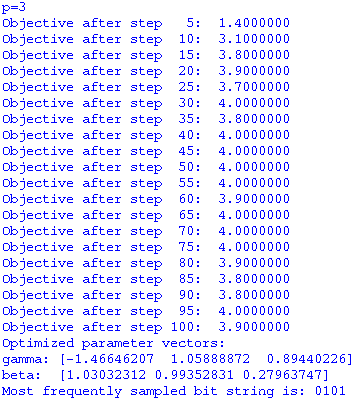 p=3
Objective after step    5:  1.4000000
Objective after step   10:  3.1000000
Objective after step   15:  3.8000000
Objective after step   20:  3.9000000
Objective after step   25:  3.7000000
Objective after step   30:  4.0000000
Objective after step   35:  3.8000000
Objective after step   40:  4.0000000
Objective after step   45:  4.0000000
Objective after step   50:  4.0000000
Objective after step   55:  4.0000000
Objective after step   60:  3.9000000
Objective after step   65:  4.0000000
Objective after step   70:  4.0000000
Objective after step   75:  4.0000000
Objective after step   80:  3.9000000
Objective after step   85:  3.8000000
Objective after step   90:  3.8000000
Objective after step   95:  4.0000000
Objective after step  100:  3.9000000
Optimized parameter vectors:
gamma: [-1.46646207  1.05888872  0.89440226]
beta:  [1.03032312 0.99352831 0.27963747]
Most frequently sampled bit string is: 0101